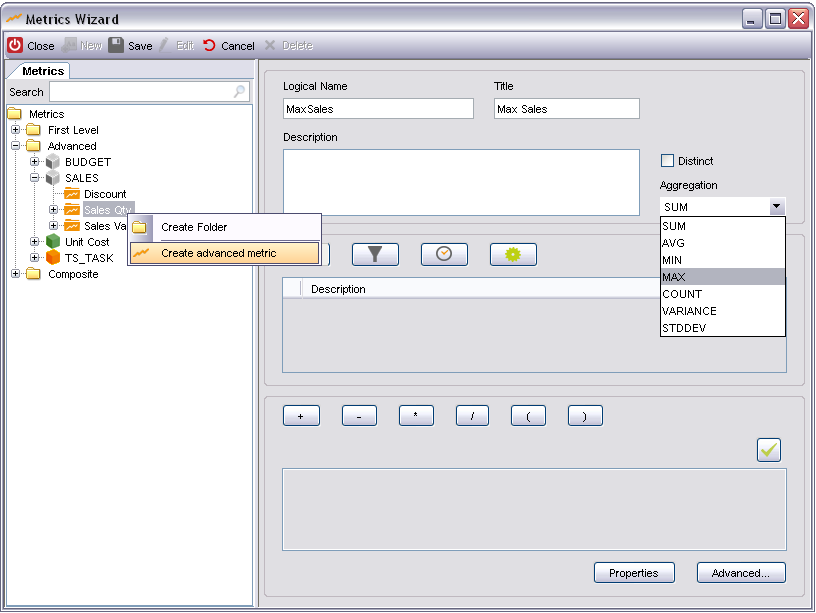 Metrics Wizard
Close New Save Edit Cancel Delete
Metrics
Search
Metrics
First Level
Advanced
BUDGET
SALES
Discount
Sales Qty
Sales Va
Unit Cost
TS_TASK
Composite
Create Folder
Create advanced metric
Logical Name
Title
MaxSales
Max Sales
Description
Distinct
Aggregation
SUM
SUM
AVG
MIN
MAX
COUNT
VARIANCE
STDDEV
Description
+ - * / ( )
Properties
Advanced...